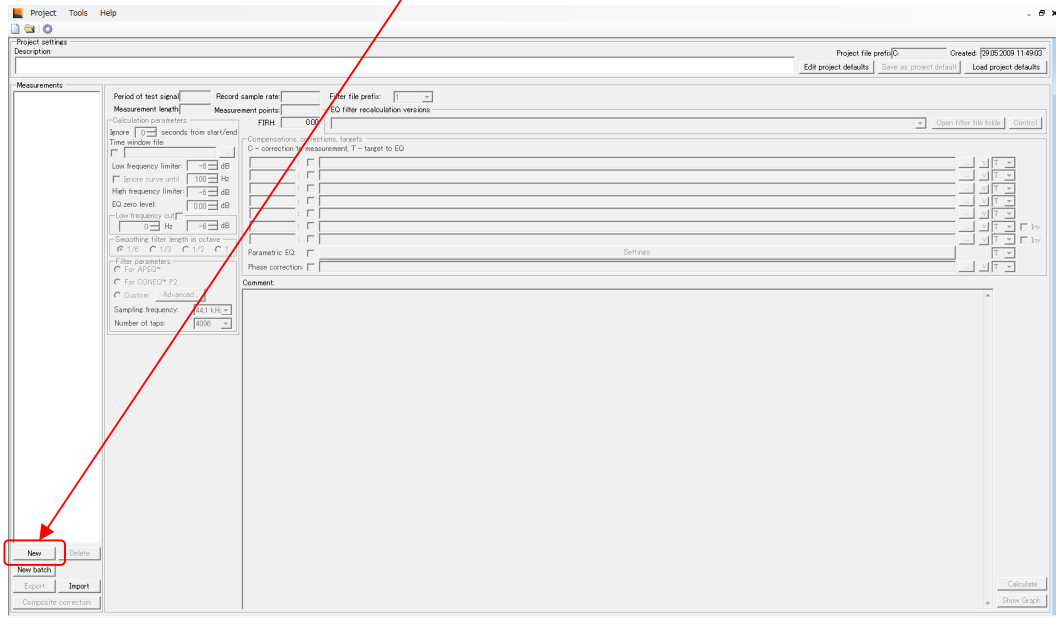 Project Tools Help
Project settings
Description:
Project file prefix C: Created: 29.05.2009 11:49:03
Edit project defaults Save as project default Load project defaults
Measurements
Period of test signal Record sample rate: Filter file prefix: 1
Measurement length Measurement points: EQ filter recalculation versions
FIRH 0.00 Open filter file folde Control
Calculation parameters
Ignore 0 seconds from start/end
Time window file:
...
Low frequency limiter: -6 dB
Ignore curve until 100 Hz
High frequency limiter: -6 dB
EQ zero level: 0.00 dB
Low frequency cut
0 Hz -6 dB
Smoothing filter length in octave
1/6 1/3 1/2 1
Filter parameters
For APEQ™
For CONEQ™ P2
Custom Advanced...
Sampling frequency: 44,1 kHz
Number of taps: 4096
Compensations, corrections, targets
C - correction to measurement, T - target to EQ
: ... V T
: ... V T
: ... V T
: ... V T
: ... V T
: ... V T Inv
: ... V T Inv
Parametric EQ: Settings T
Phase correction: ... V T
Comment:
New Delete
New batch
Export Import
Composite correction
Calculate
Show Graph